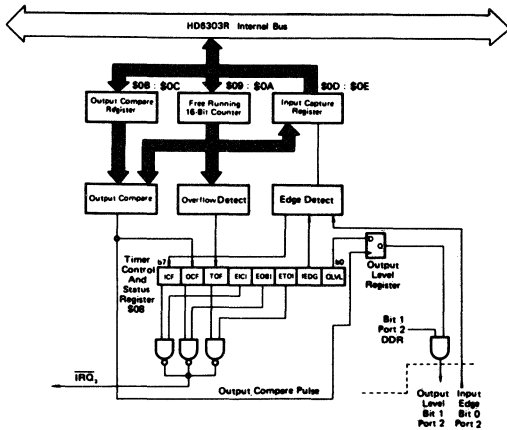 HD6303R Internal Bus
$0B : $0C
$09 : $0A
$0D : $0E
Output Compare
Register
Free Running
16-Bit Counter
Input Capture
Register
Output Compare
Overflow Detect
Edge Detect
Timer
Control
And
Status
Register
$08
b7
b0
ICF OCF TOF EICI EOBI ETOI IEDG OLVL
D
Q
Output
Level
Register
Bit 1
Port 2
DDR
IRQ₂
Output Compare Pulse
Output
Level
Bit 1
Port 2
Input
Edge
Bit 0
Port 2